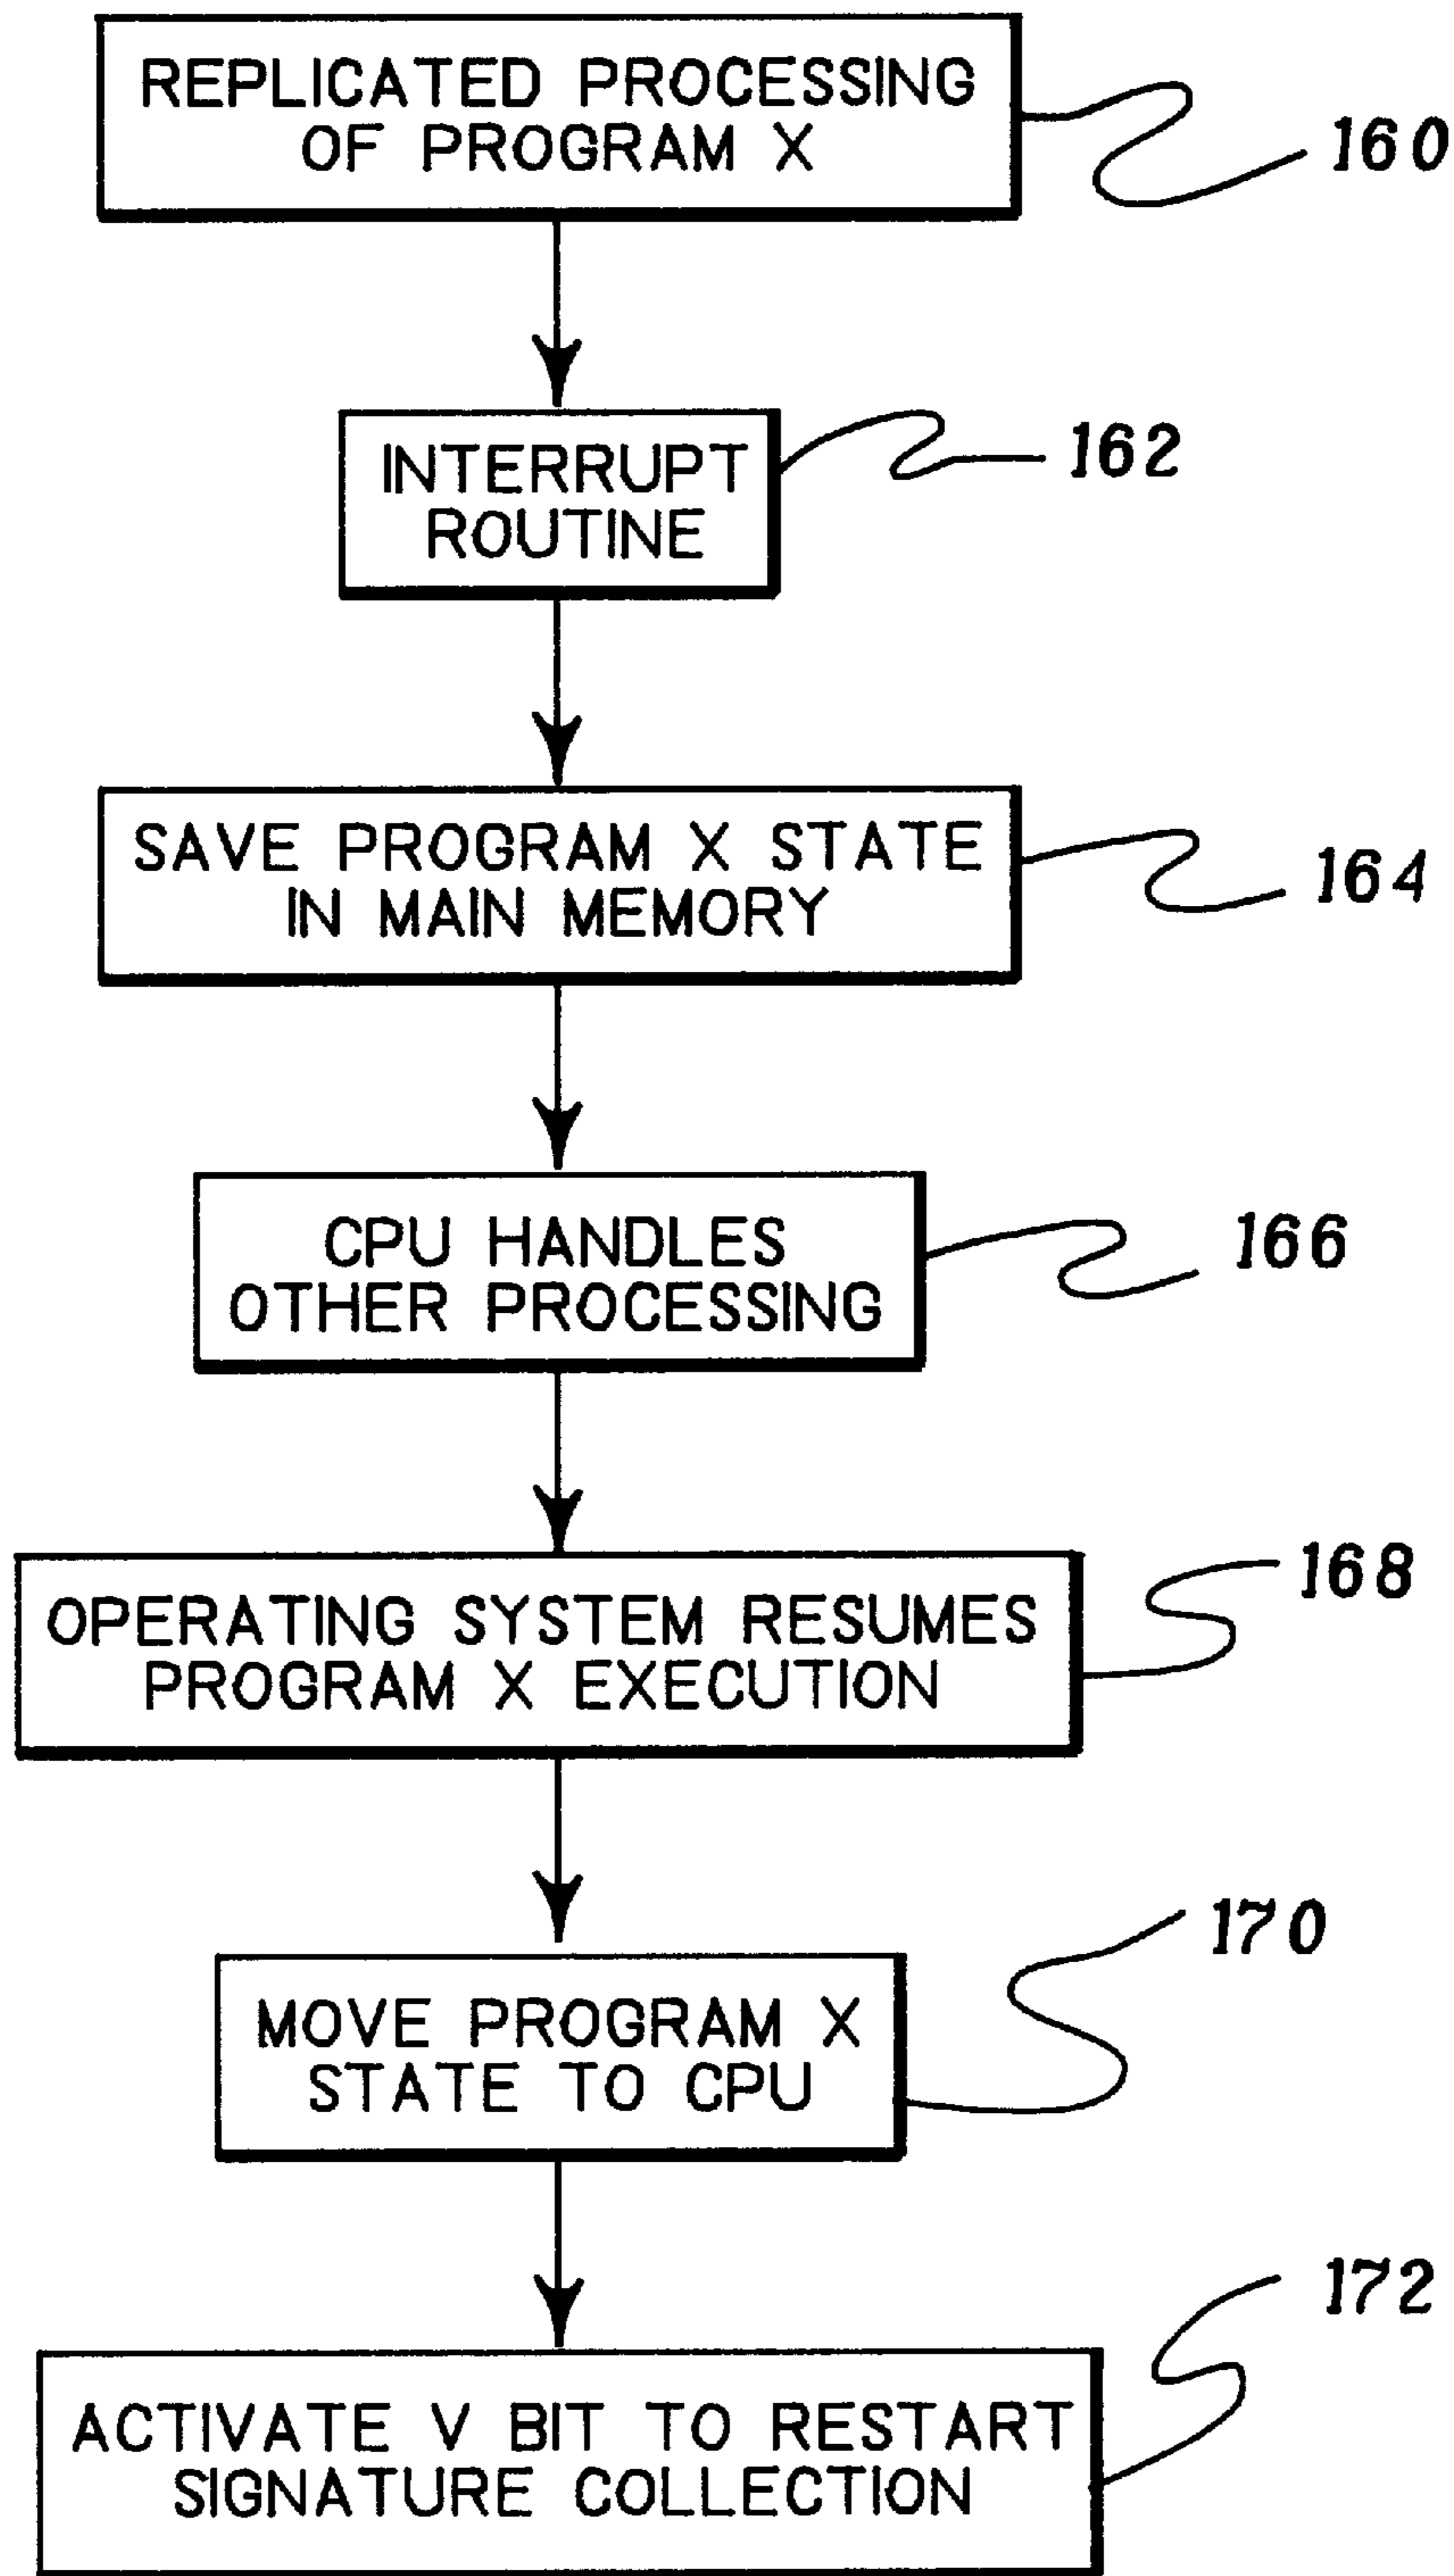 REPLICATED PROCESSING
OF PROGRAM X
160
INTERRUPT
ROUTINE
162
SAVE PROGRAM X STATE
IN MAIN MEMORY
164
CPU HANDLES
OTHER PROCESSING
166
OPERATING SYSTEM RESUMES
PROGRAM X EXECUTION
168
MOVE PROGRAM X
STATE TO CPU
170
ACTIVATE V BIT TO RESTART
SIGNATURE COLLECTION
172